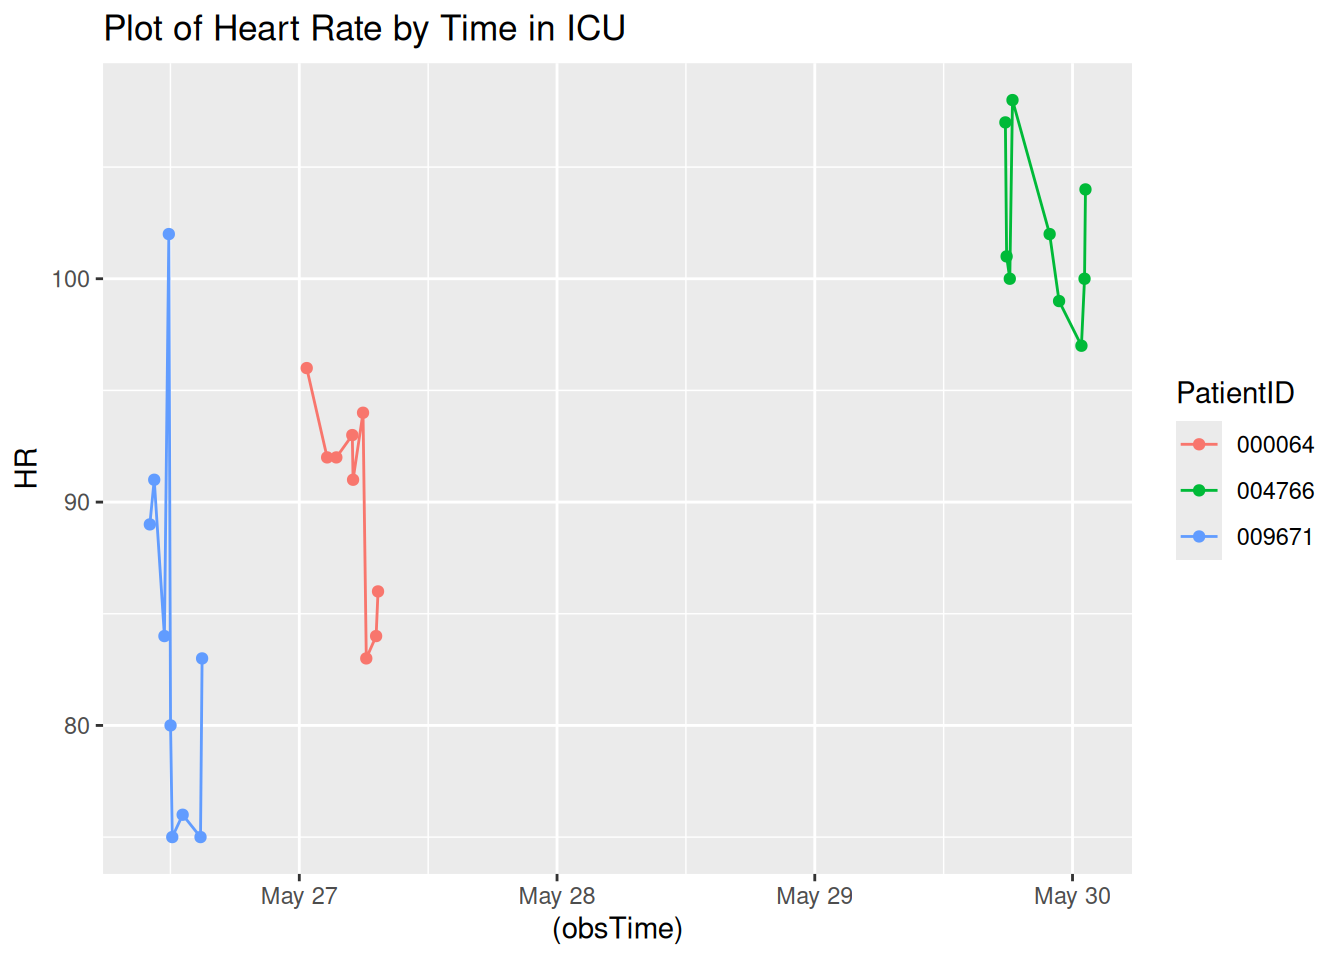 Plot of Heart Rate by Time in ICU
HR
100
90
80
May 27
May 28
May 29
May 30
(obsTime)
PatientID
000064
004766
009671